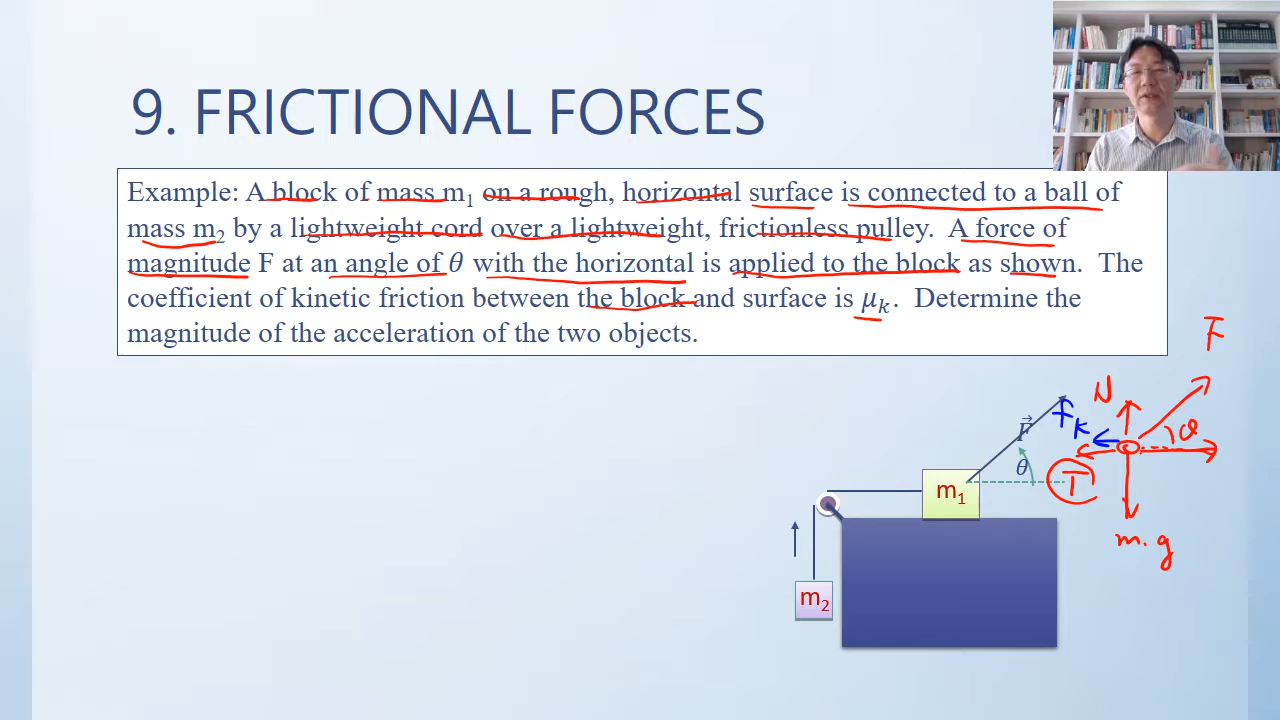 9. FRICTIONAL FORCES
Example: A block of mass m₁ on a rough, horizontal surface is connected to a ball of
mass m₂ by a lightweight cord over a lightweight, frictionless pulley. A force of
magnitude F at an angle of θ with the horizontal is applied to the block as shown. The
coefficient of kinetic friction between the block and surface is μₖ. Determine the
magnitude of the acceleration of the two objects.
F
N
fₖ
F⃗
θ
θ
T
m₁
m₁g
m₂